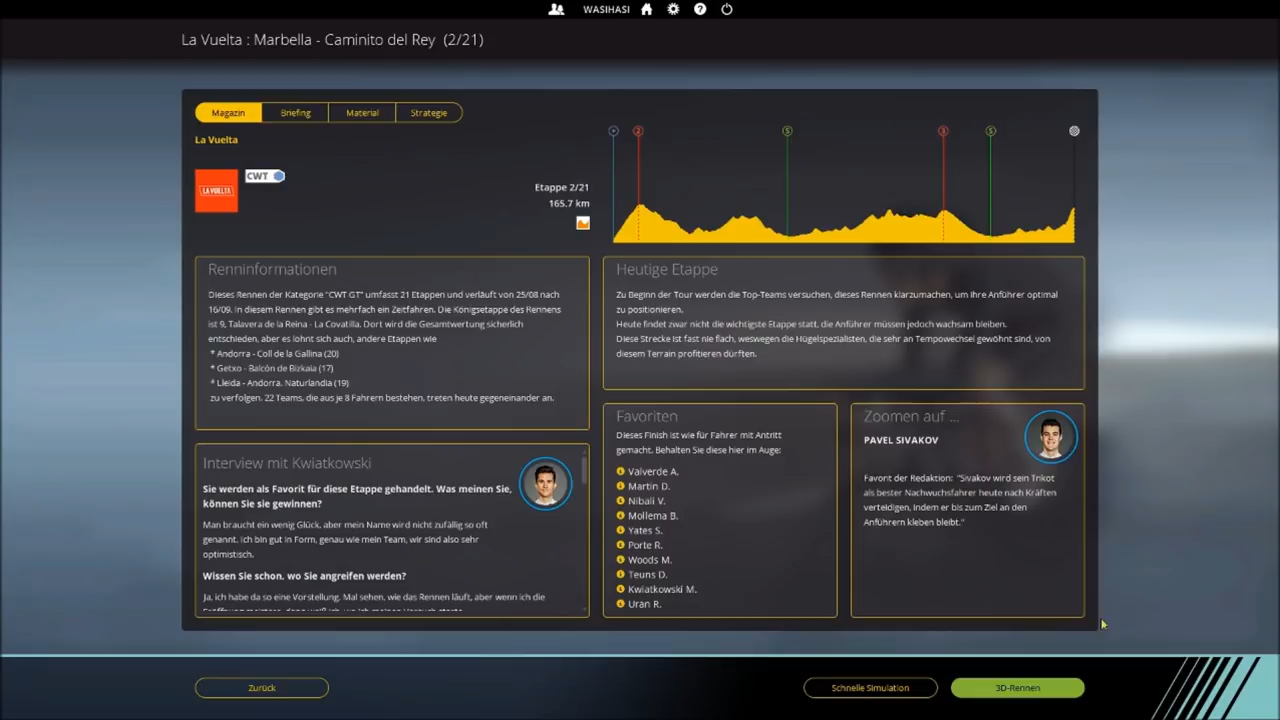 WASIHASI
La Vuelta : Marbella - Caminito del Rey (2/21)
Magazin
Briefing
Material
Strategie
La Vuelta
LA VUELTA
CWT
Etappe 2/21
165.7 km
2
S
3
S
Renninformationen
Dieses Rennen der Kategorie "CWT GT" umfasst 21 Etappen und verläuft von 25/08 nach
16/09. In diesem Rennen gibt es mehrfach ein Zeitfahren. Die Königsetappe des Rennens
ist 9, Talavera de la Reina - La Covatilla. Dort wird die Gesamtwertung sicherlich
entschieden, aber es lohnt sich auch, andere Etappen wie
* Andorra - Coll de la Gallina (20)
* Getxo - Balcón de Bizkaia (17)
* Lleida - Andorra. Naturlandia (19)
zu verfolgen. 22 Teams, die aus je 8 Fahrern bestehen, treten heute gegeneinander an.
Heutige Etappe
Zu Beginn der Tour werden die Top-Teams versuchen, dieses Rennen klarzumachen, um ihre Anführer optimal
zu positionieren.
Heute findet zwar nicht die wichtigste Etappe statt, die Anführer müssen jedoch wachsam bleiben.
Diese Strecke ist fast nie flach, weswegen die Hügelspezialisten, die sehr an Tempowechsel gewöhnt sind, von
diesem Terrain profitieren dürften.
Interview mit Kwiatkowski
Sie werden als Favorit für diese Etappe gehandelt. Was meinen Sie,
können Sie sie gewinnen?
Man braucht ein wenig Glück, aber mein Name wird nicht zufällig so oft
genannt. Ich bin gut in Form, genau wie mein Team, wir sind also sehr
optimistisch.
Wissen Sie schon, wo Sie angreifen werden?
Ja, ich habe da so eine Vorstellung. Mal sehen, wie das Rennen läuft, aber wenn ich die
Favoriten
Dieses Finish ist wie für Fahrer mit Antritt
gemacht. Behalten Sie diese hier im Auge:
Valverde A.
Martin D.
Nibali V.
Mollema B.
Yates S.
Porte R.
Woods M.
Teuns D.
Kwiatkowski M.
Uran R.
Zoomen auf ...
PAVEL SIVAKOV
Favorit der Redaktion: "Sivakov wird sein Trikot
als bester Nachwuchsfahrer heute nach Kräften
verteidigen, indem er bis zum Ziel an den
Anführern kleben bleibt."
Zurück
Schnelle Simulation
3D-Rennen